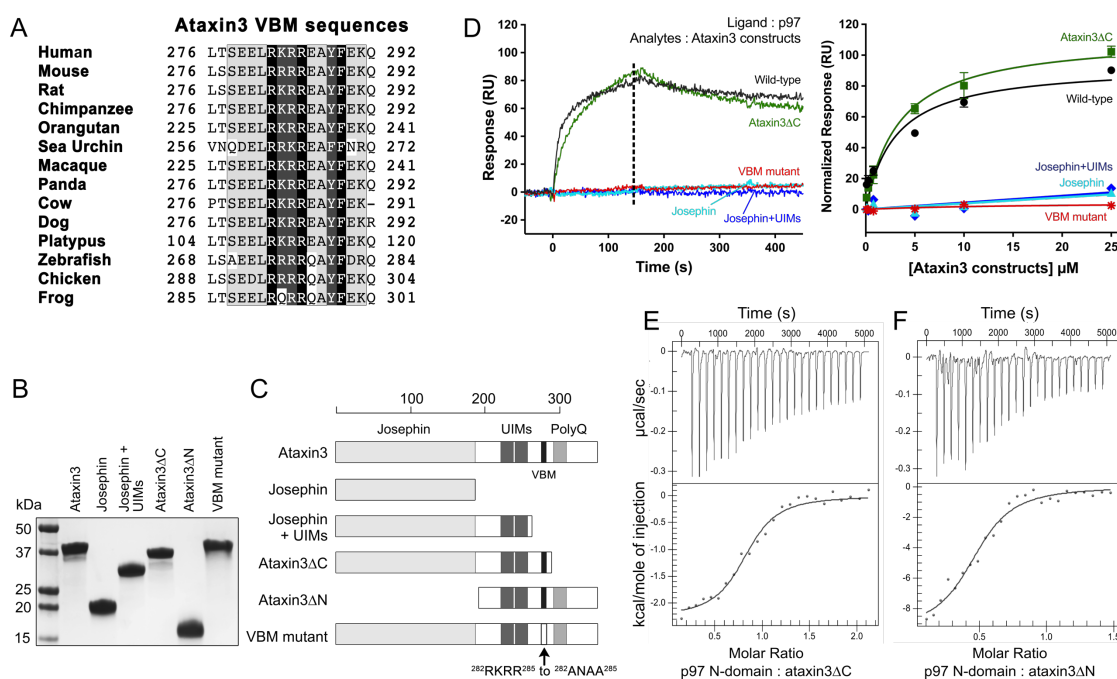 A
Ataxin3 VBM sequences
Human 276 LTSEELRKRREAYFEKQ 292
Mouse 276 LSSEELRKRREAYFEKQ 292
Rat 276 LSSEELRKRREAYFEKQ 292
Chimpanzee 276 LTSEELRKRREAYFEKQ 292
Orangutan 225 LTSEELRKRREAYFEKQ 241
Sea Urchin 256 VNQDELRKRREAFFNRQ 272
Macaque 225 LTSEELRKRREAYFEKQ 241
Panda 276 LTSEELRKRREAYFEKQ 292
Cow 276 PTSEELRKRREAYFEK- 291
Dog 276 LTSEELRKRREAYFEKR 292
Platypus 104 LTSEELRKRREAYFEKQ 120
Zebrafish 268 LSAEELRRRRQAYFDRQ 284
Chicken 288 LSSEDLRKRRQAYFEKQ 304
Frog 285 LTSEELRQRRQAYFEKQ 301
B
kDa
Ataxin3
Josephin
Josephin + UIMs
Ataxin3ΔC
Ataxin3ΔN
VBM mutant
50
37
25
20
15
C
0 100 200 300
Josephin UIMs PolyQ
Ataxin3
VBM
Josephin
Josephin + UIMs
Ataxin3ΔC
Ataxin3ΔN
VBM mutant
²⁸²RKRR²⁸⁵ to ²⁸²ANAA²⁸⁵
D
Ligand : p97
Analytes : Ataxin3 constructs
Response (RU)
120
100
80
60
40
20
0
-20
Wild-type
Ataxin3ΔC
VBM mutant
Josephin
Josephin+UIMs
0 100 200 300 400
Time (s)
Normalized Response (RU)
120
100
80
60
40
20
0
Ataxin3ΔC
Wild-type
Josephin+UIMs
Josephin
VBM mutant
0 5 10 15 20 25
[Ataxin3 constructs] µM
E
Time (s)
0 1000 2000 3000 4000 5000
µcal/sec
0
-0.1
-0.2
-0.3
kcal/mole of injection
0
-0.5
-1.0
-1.5
-2.0
0.5 1.0 1.5 2.0
Molar Ratio
p97 N-domain : ataxin3ΔC
F
Time (s)
0 1000 2000 3000 4000 5000
0
-0.1
-0.2
-0.3
0
-2
-4
-6
-8
0.5 1.0 1.5
Molar Ratio
p97 N-domain : ataxin3ΔN